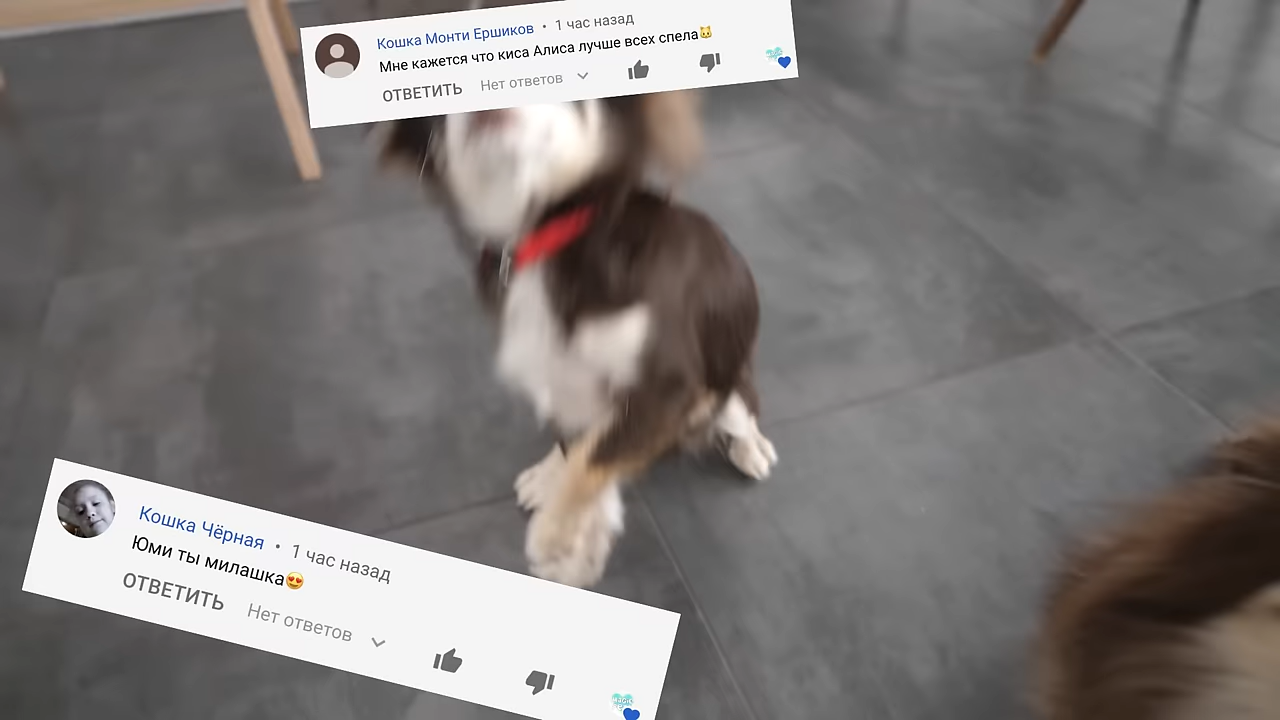 Кошка Монти Ершиков • 1 час назад
Мне кажется что киса Алиса лучше всех спела🐱
ОТВЕТИТЬ Нет ответов
Кошка Чёрная • 1 час назад
Юми ты милашка😍
ОТВЕТИТЬ Нет ответов